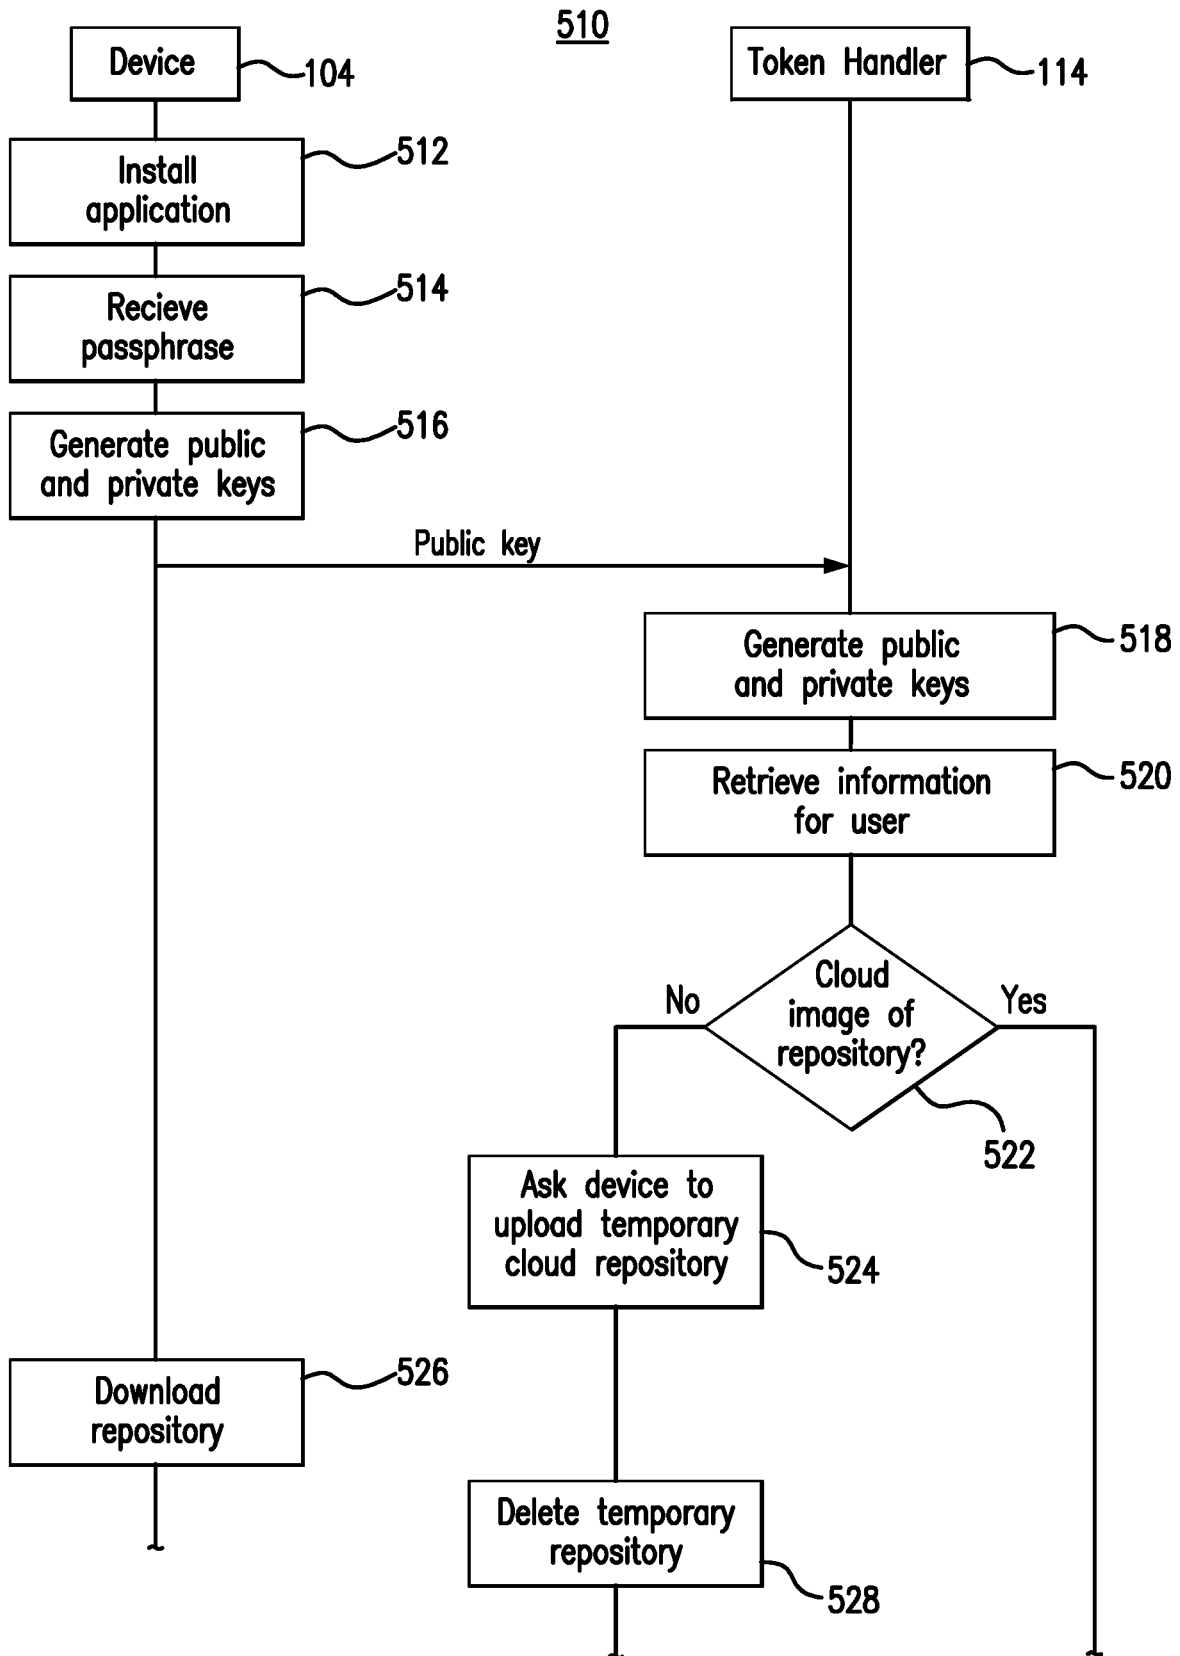 510
Device
104
Token Handler
114
Install
application
512
Recieve
passphrase
514
Generate public
and private keys
516
Public key
Generate public
and private keys
518
Retrieve information
for user
520
Cloud
image of
repository?
No
Yes
522
Ask device to
upload temporary
cloud repository
524
Download
repository
526
Delete temporary
repository
528